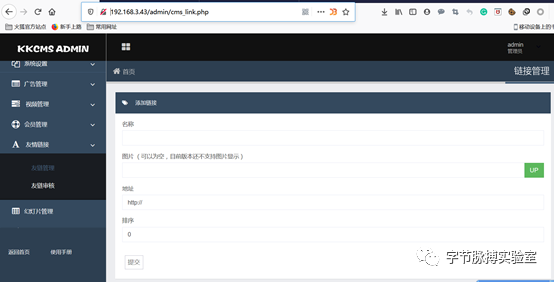 192.168.3.43/admin/cms_link.php
火狐官方站点 新手上路 常用网址
移动设备上的书
KKCMS ADMIN
admin
管理员
系统设置
首页
链接管理
广告管理
视频管理
会员管理
友情链接
友链管理
友链审核
幻灯片管理
返回首页 使用手册
添加链接
名称
图片 ( 可以为空，目前版本还不支持图片显示 )
UP
地址
http://
排序
0
提交
字节脉搏实验室